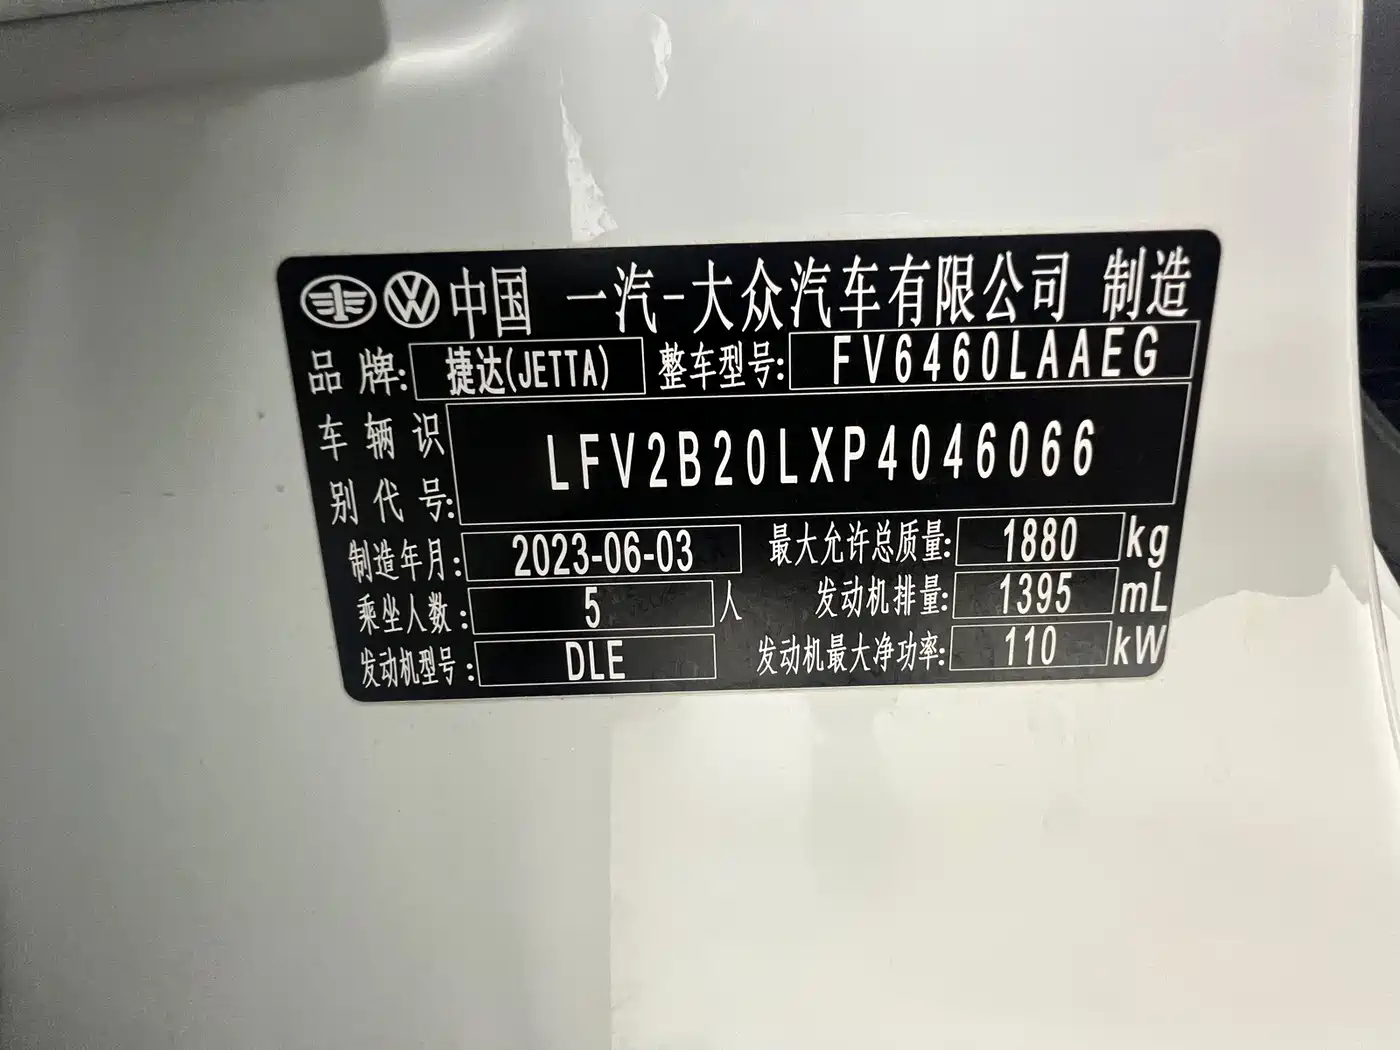 中国 一汽-大众汽车有限公司 制造
品 牌: 捷达(JETTA) 整车型号: FV6460LAAEG
车 辆 识
别 代 号: LFV2B20LXP4046066
制造年月: 2023-06-03 最大允许总质量: 1880 kg
乘坐人数: 5 人 发动机排量: 1395 mL
发动机型号: DLE 发动机最大净功率: 110 kW